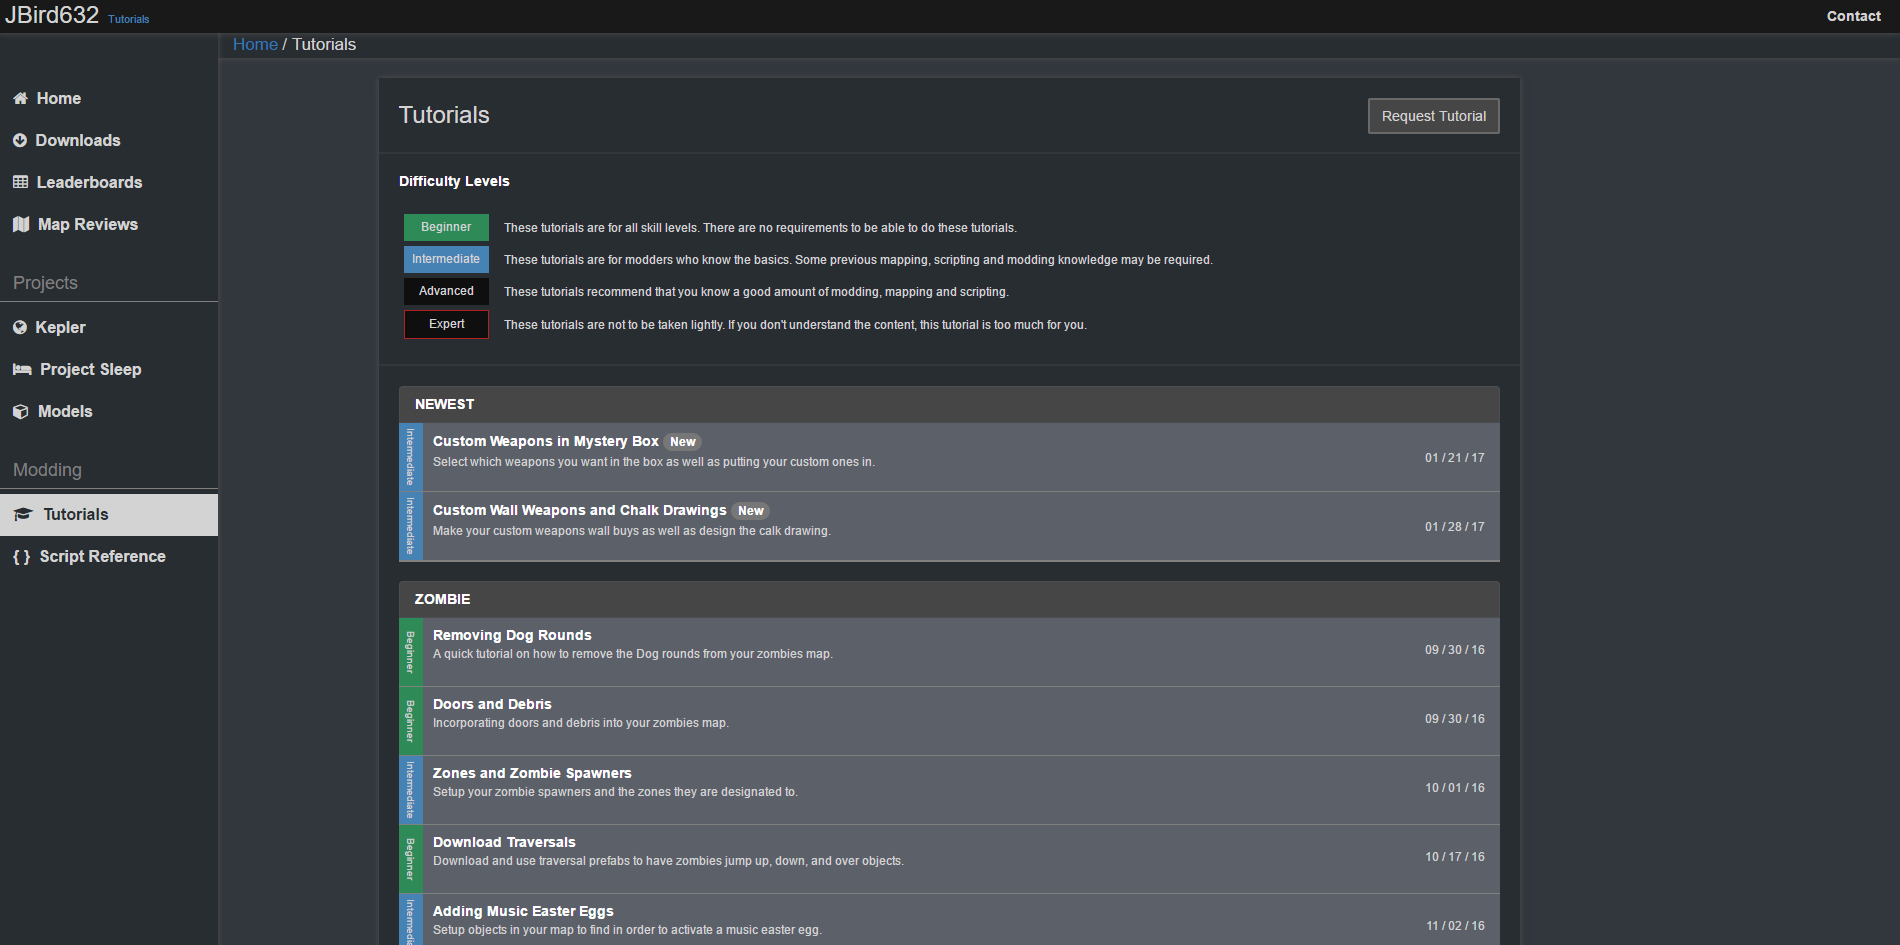 JBird632 Tutorials
Contact
Home / Tutorials
Home
Downloads
Leaderboards
Map Reviews
Projects
Kepler
Project Sleep
Models
Modding
Tutorials
{ } Script Reference
Tutorials
Request Tutorial
Difficulty Levels
Beginner These tutorials are for all skill levels. There are no requirements to be able to do these tutorials.
Intermediate These tutorials are for modders who know the basics. Some previous mapping, scripting and modding knowledge may be required.
Advanced These tutorials recommend that you know a good amount of modding, mapping and scripting.
Expert These tutorials are not to be taken lightly. If you don't understand the content, this tutorial is too much for you.
NEWEST
Intermediate
Custom Weapons in Mystery Box New
Select which weapons you want in the box as well as putting your custom ones in.
01 / 21 / 17
Intermediate
Custom Wall Weapons and Chalk Drawings New
Make your custom weapons wall buys as well as design the calk drawing.
01 / 28 / 17
ZOMBIE
Beginner
Removing Dog Rounds
A quick tutorial on how to remove the Dog rounds from your zombies map.
09 / 30 / 16
Beginner
Doors and Debris
Incorporating doors and debris into your zombies map.
09 / 30 / 16
Intermediate
Zones and Zombie Spawners
Setup your zombie spawners and the zones they are designated to.
10 / 01 / 16
Beginner
Download Traversals
Download and use traversal prefabs to have zombies jump up, down, and over objects.
10 / 17 / 16
Intermedia
Adding Music Easter Eggs
Setup objects in your map to find in order to activate a music easter egg.
11 / 02 / 16